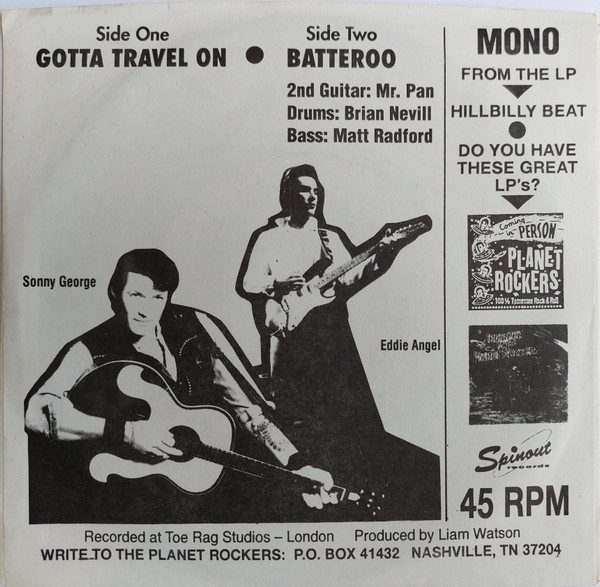 Side One
GOTTA TRAVEL ON
Side Two
BATTEROO
2nd Guitar: Mr. Pan
Drums: Brian Nevill
Bass: Matt Radford
Sonny George
Eddie Angel
MONO
FROM THE LP
HILLBILLY BEAT
DO YOU HAVE
THESE GREAT
LP's?
Coming
in PERSON
PLANET
ROCKERS
100% Tennessee Rock & Roll
PLANET ROCKERS
Spinout
records
45 RPM
Recorded at Toe Rag Studios – London Produced by Liam Watson
WRITE TO THE PLANET ROCKERS: P.O. BOX 41432 NASHVILLE, TN 37204